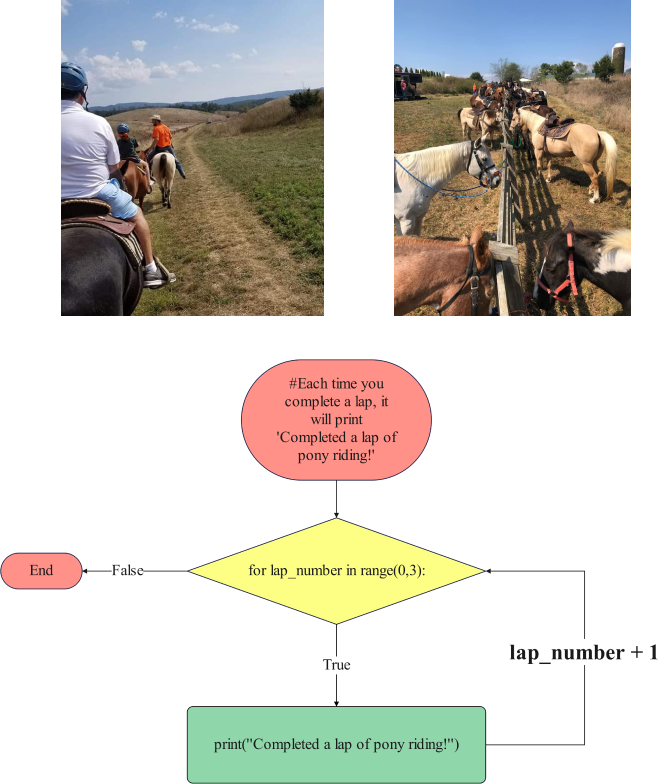 #Each time you
complete a lap, it
will print
'Completed a lap of
pony riding!'
End
False
for lap_number in range(0,3):
True
lap_number + 1
print("Completed a lap of pony riding!")